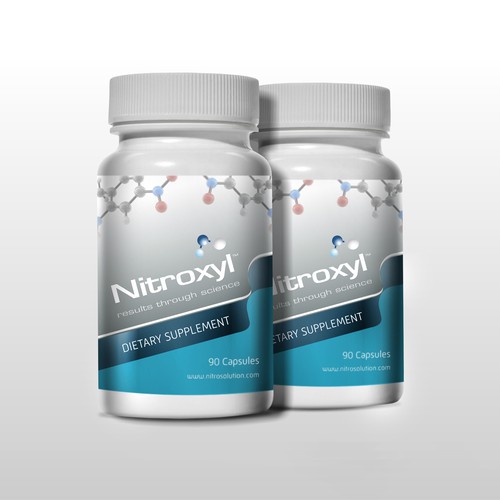 Nitroxyl™
results through science
DIETARY SUPPLEMENT
90 Capsules
www.nitrosolution.com
itroxyl™
ults through science
ETARY SUPPLEMENT
90 Capsules
www.nitrosolution.com